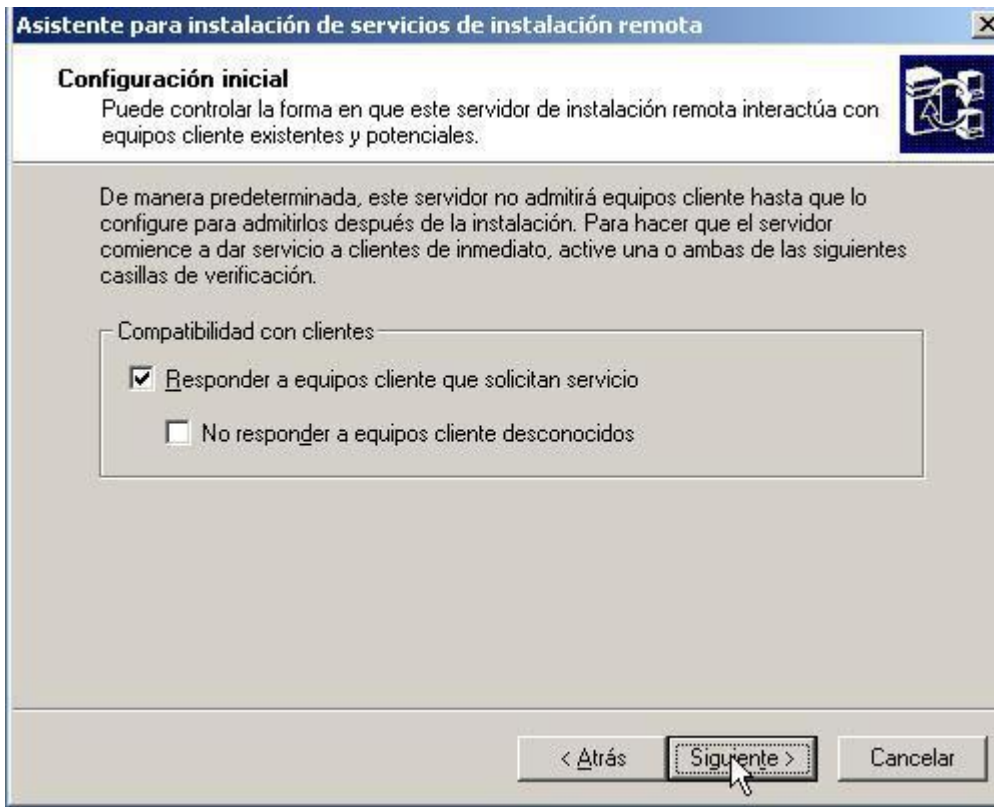 Asistente para instalación de servicios de instalación remota
Configuración inicial
Puede controlar la forma en que este servidor de instalación remota interactúa con
equipos cliente existentes y potenciales.
De manera predeterminada, este servidor no admitirá equipos cliente hasta que lo
configure para admitirlos después de la instalación. Para hacer que el servidor
comience a dar servicio a clientes de inmediato, active una o ambas de las siguientes
casillas de verificación.
Compatibilidad con clientes
Responder a equipos cliente que solicitan servicio
No responder a equipos cliente desconocidos
< Atrás
Siguiente >
Cancelar